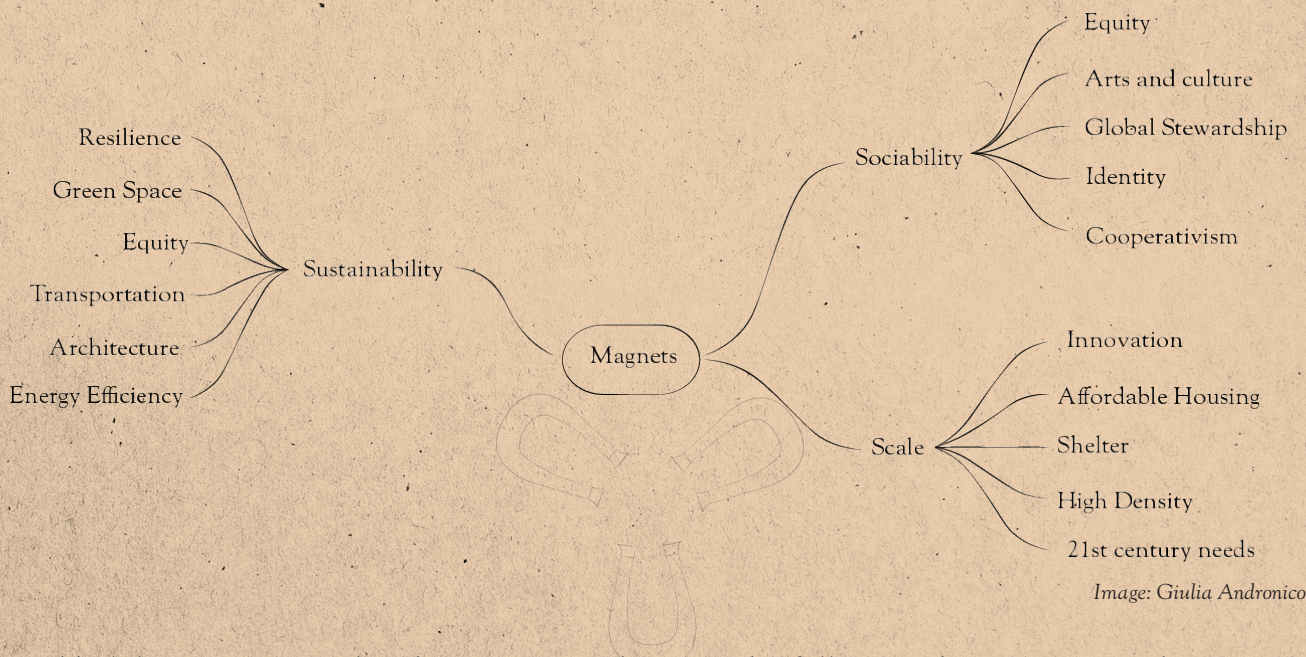 Resilience
Green Space
Equity
Transportation
Architecture
Energy Efficiency
Sustainability
Magnets
Sociability
Equity
Arts and culture
Global Stewardship
Identity
Cooperativism
Scale
Innovation
Affordable Housing
Shelter
High Density
21st century needs
Image: Giulia Andronico